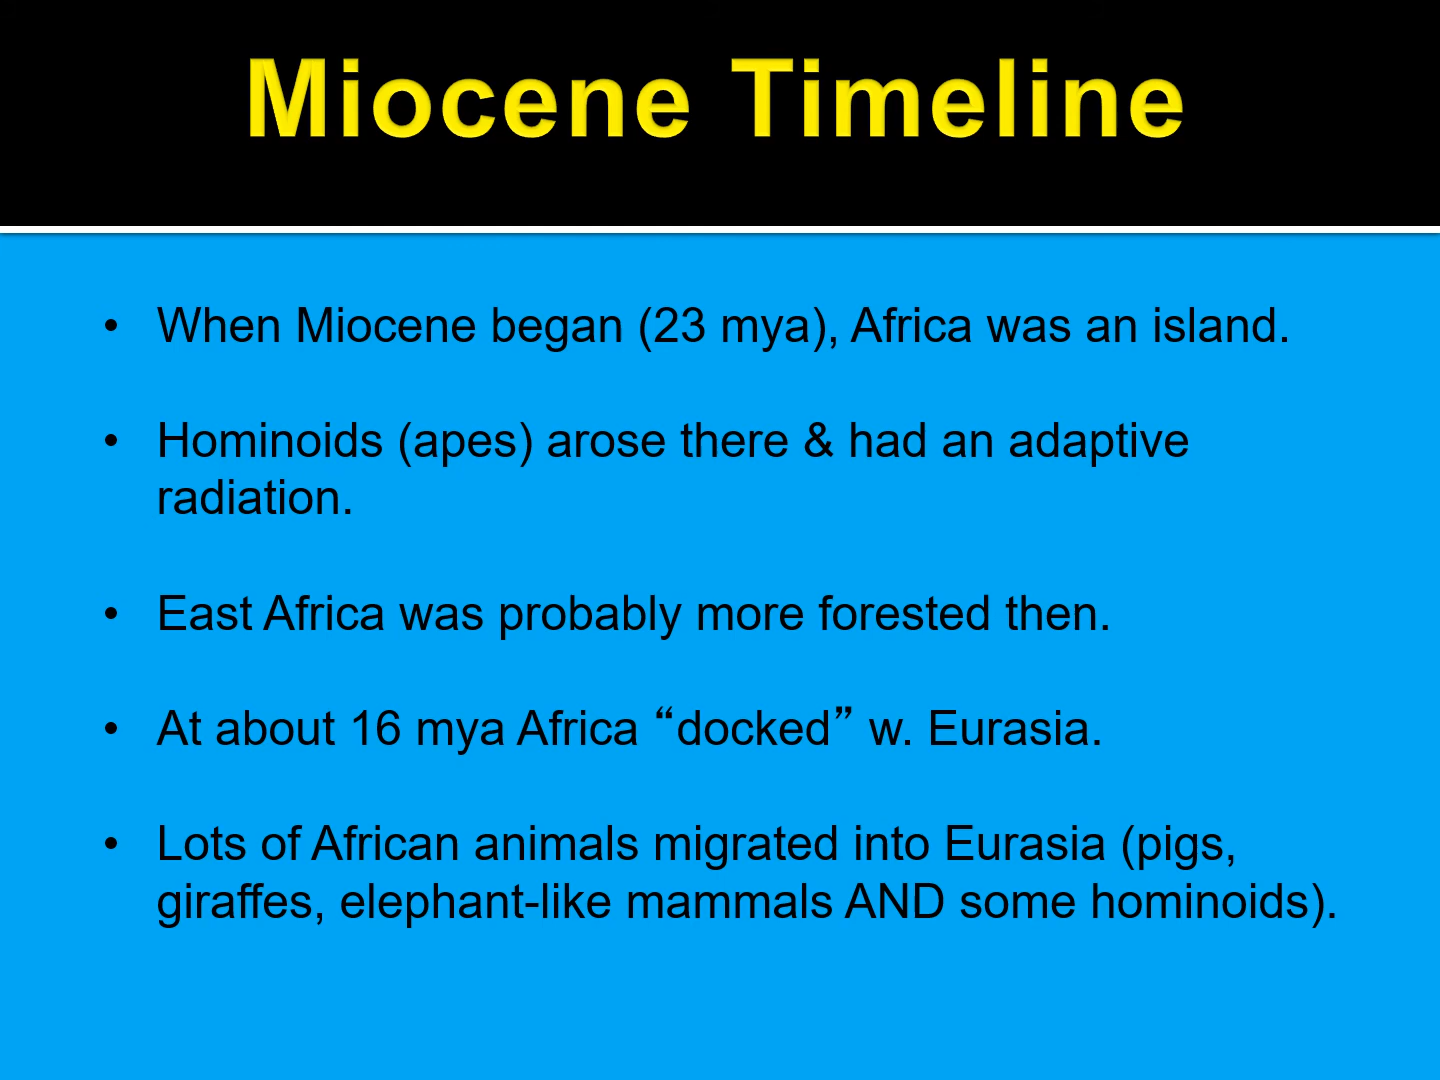 Miocene Timeline
• When Miocene began (23 mya), Africa was an island.
• Hominoids (apes) arose there & had an adaptive
radiation.
• East Africa was probably more forested then.
• At about 16 mya Africa “docked” w. Eurasia.
• Lots of African animals migrated into Eurasia (pigs,
giraffes, elephant-like mammals AND some hominoids).